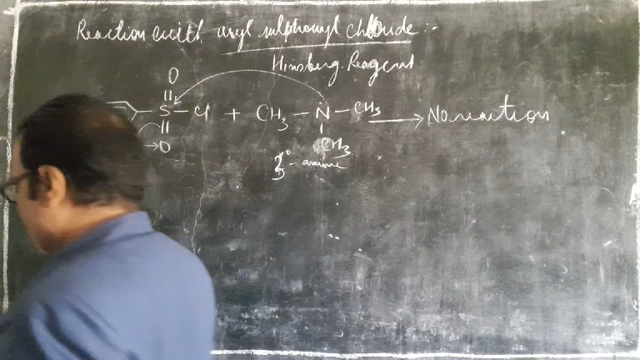 Reaction with aryl sulphonyl chloride :-
Hinsberg Reagent
O
S — Cl + CH3 — N — CH3 → No reaction
O
CH3
3° - amine